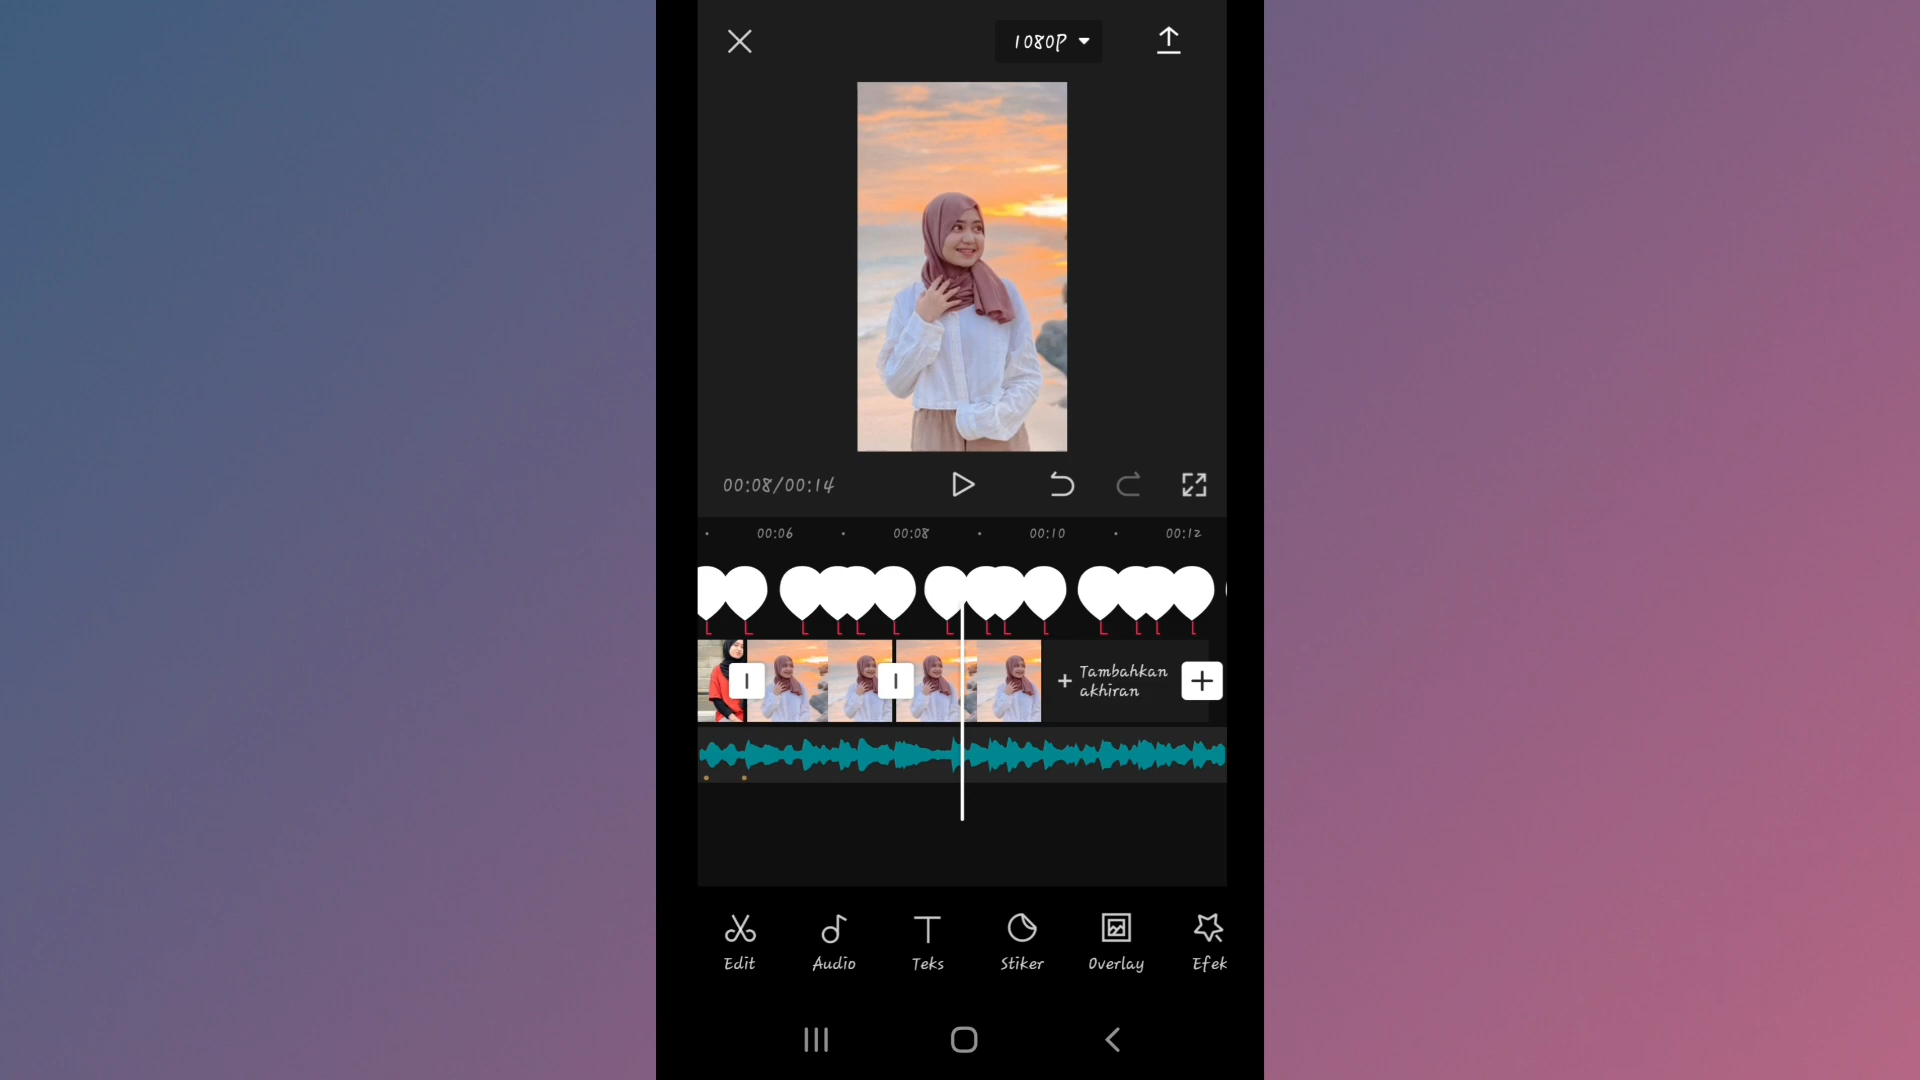 1080P
00:08/00:14
00:06 00:08 00:10 00:12
+ Tambahkan
akhiran
Edit Audio Teks Stiker Overlay Efek